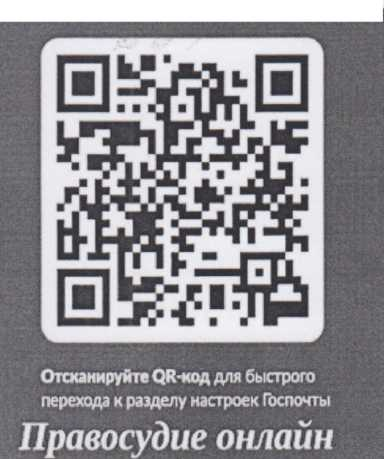 Отсканируйте QR-код для быстрого
перехода к разделу настроек Госпочты
Правосудие онлайн